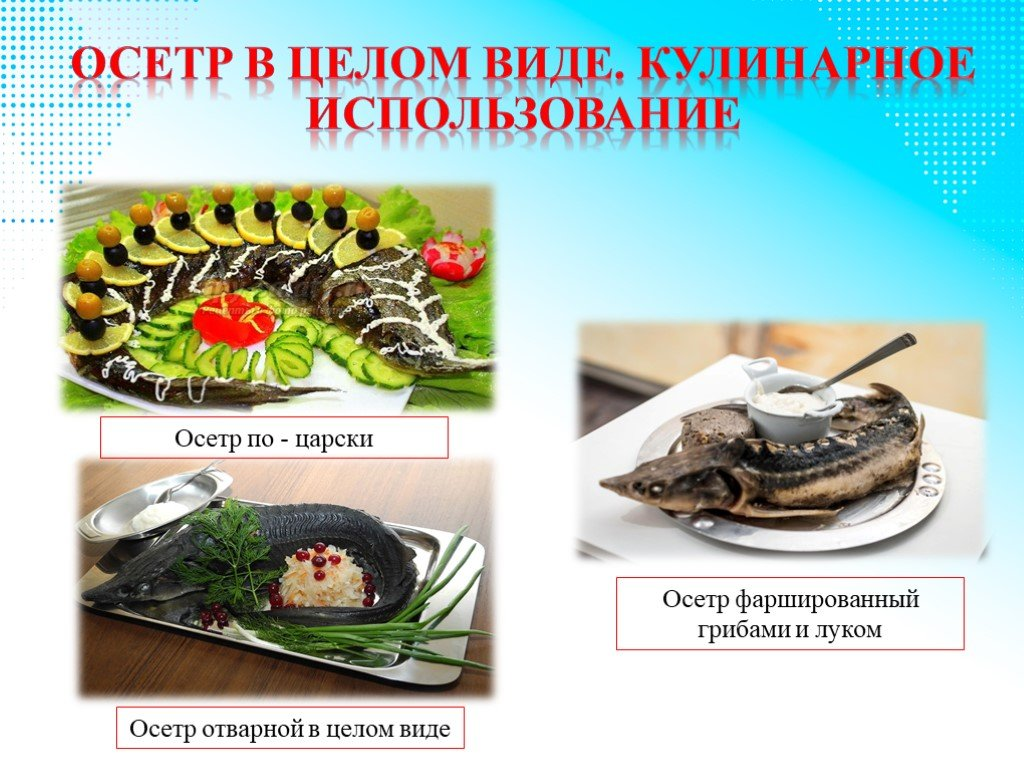 ОСЕТР В ЦЕЛОМ ВИДЕ. КУЛИНАРНОЕ
ИСПОЛЬЗОВАНИЕ
Осетр по - царски
Осетр отварной в целом виде
Осетр фаршированный
грибами и луком